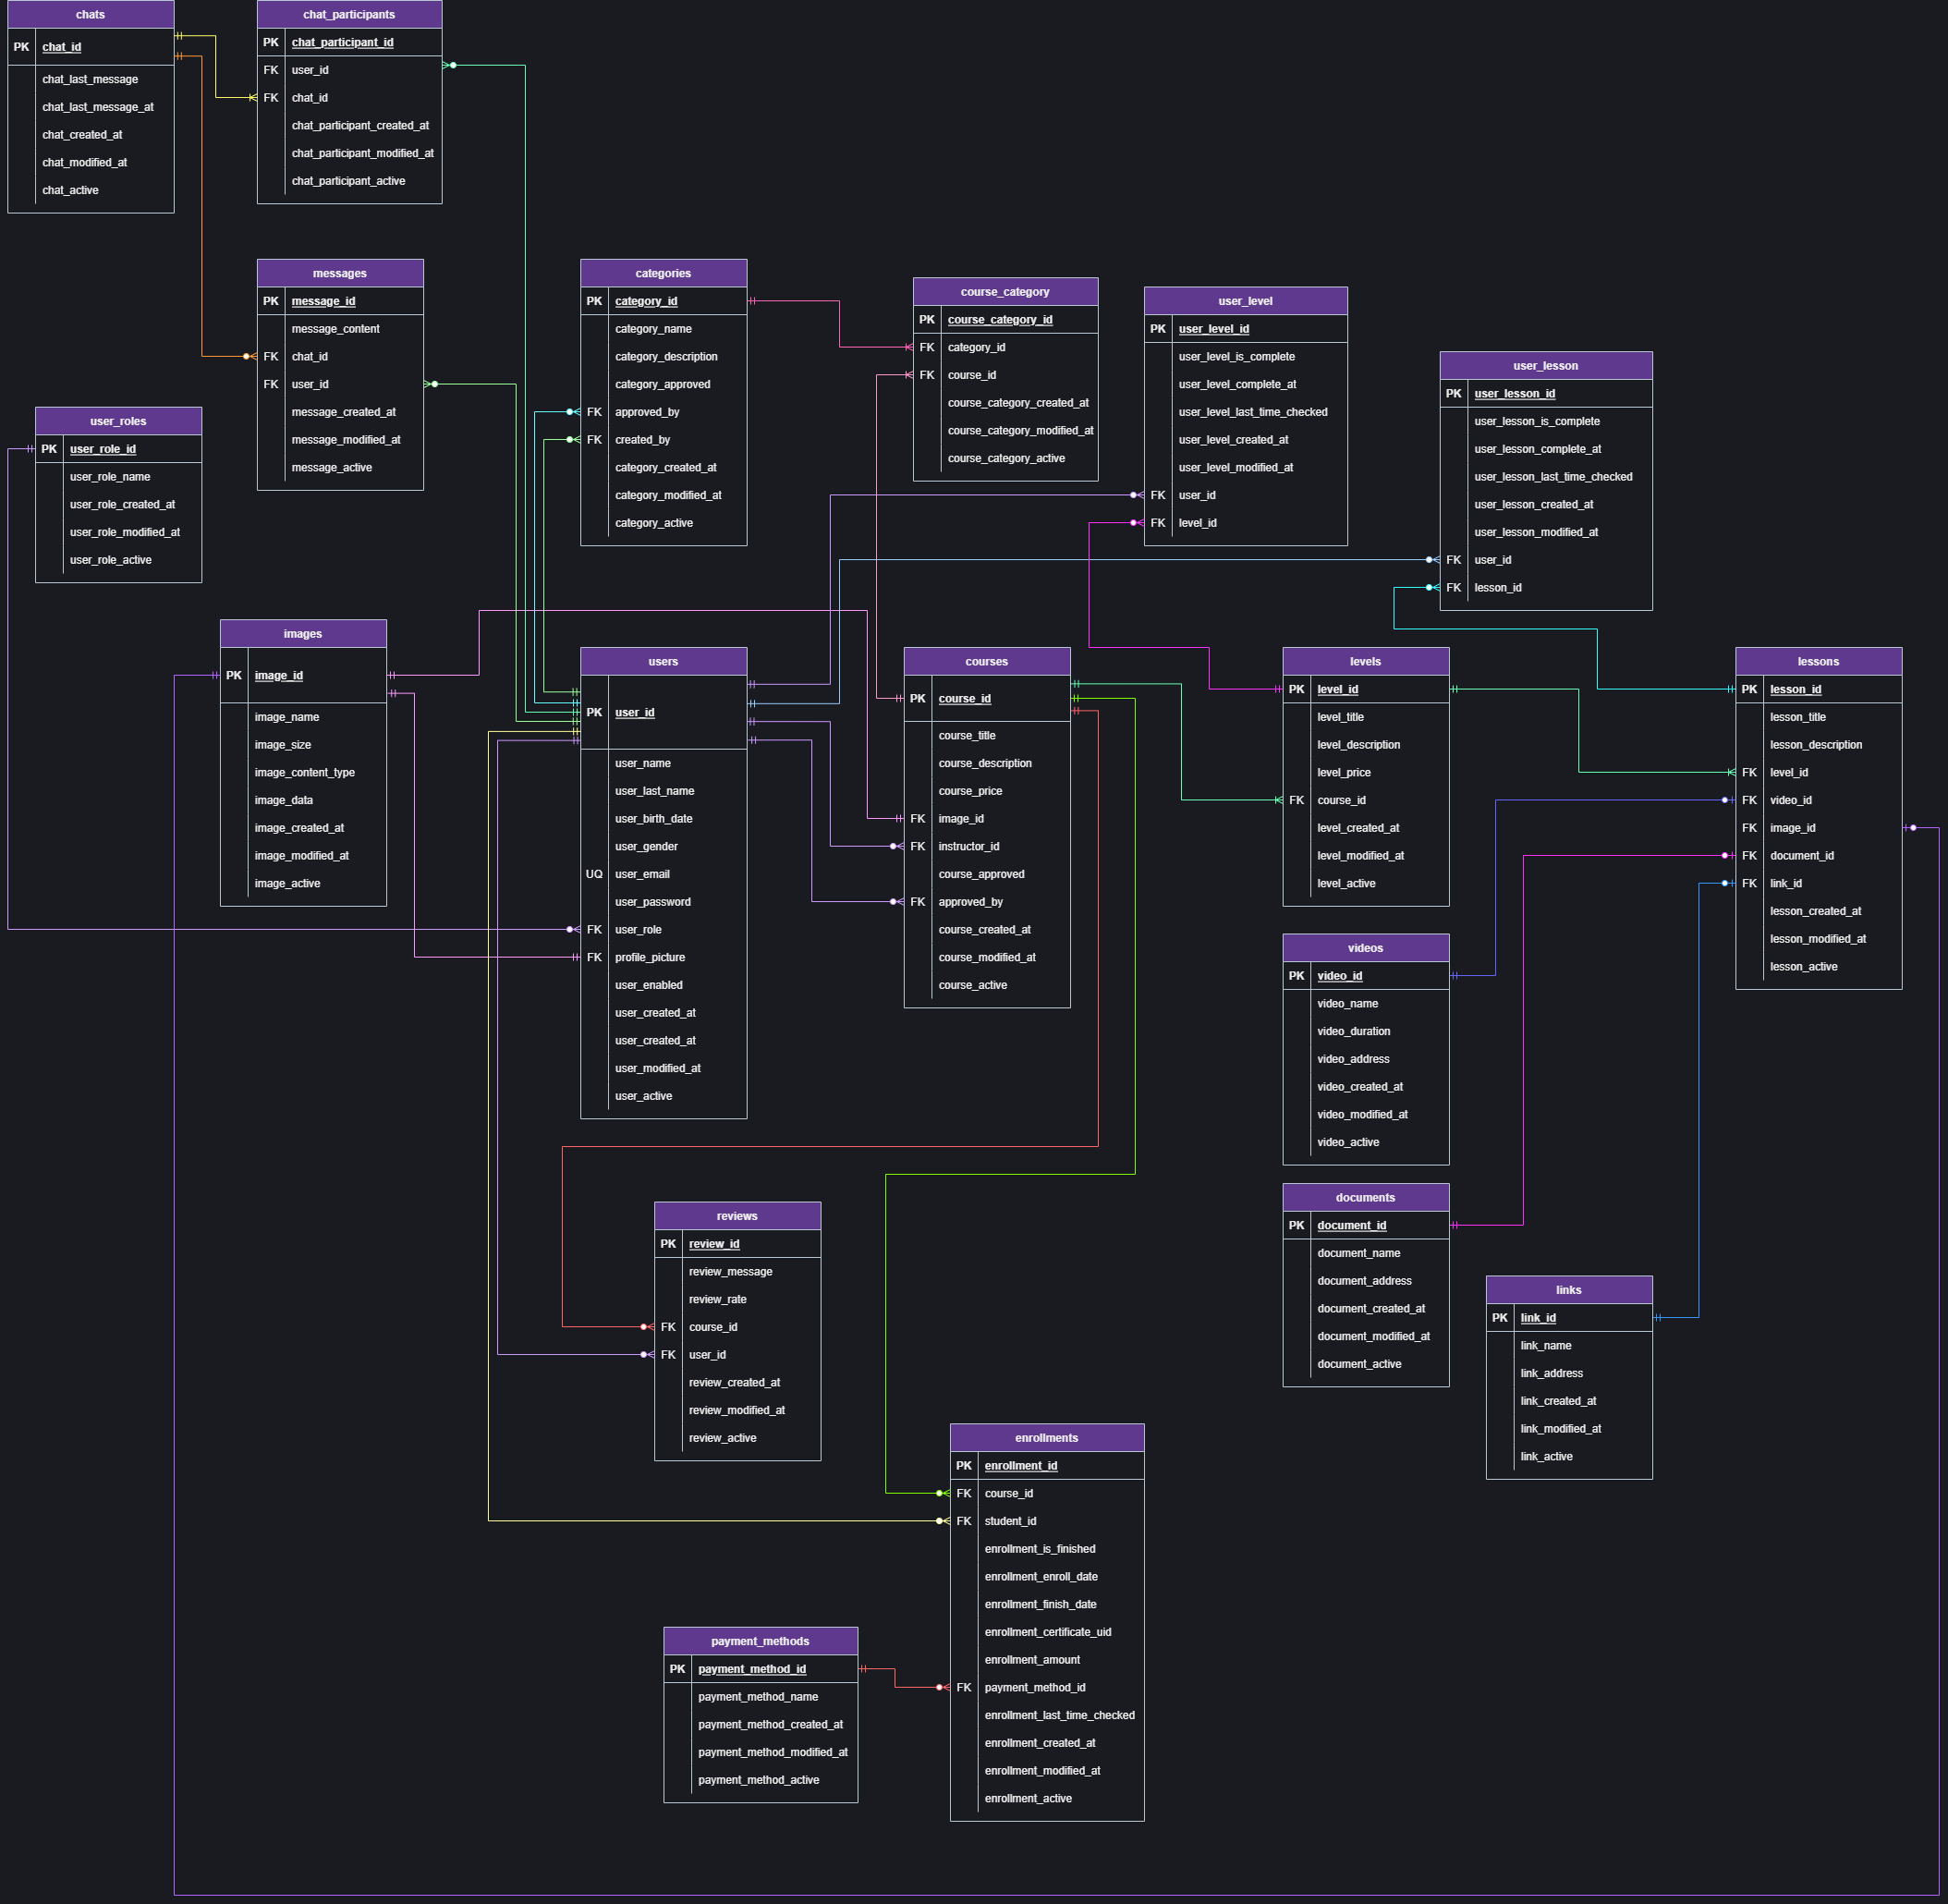 chats
PK chat_id
chat_last_message
chat_last_message_at
chat_created_at
chat_modified_at
chat_active
chat_participants
PK chat_participant_id
FK user_id
FK chat_id
chat_participant_created_at
chat_participant_modified_at
chat_participant_active
messages
PK message_id
message_content
FK chat_id
FK user_id
message_created_at
message_modified_at
message_active
categories
PK category_id
category_name
category_description
category_approved
FK approved_by
FK created_by
category_created_at
category_modified_at
category_active
course_category
PK course_category_id
FK category_id
FK course_id
course_category_created_at
course_category_modified_at
course_category_active
user_level
PK user_level_id
user_level_is_complete
user_level_complete_at
user_level_last_time_checked
user_level_created_at
user_level_modified_at
FK user_id
FK level_id
user_lesson
PK user_lesson_id
user_lesson_is_complete
user_lesson_complete_at
user_lesson_last_time_checked
user_lesson_created_at
user_lesson_modified_at
FK user_id
FK lesson_id
user_roles
PK user_role_id
user_role_name
user_role_created_at
user_role_modified_at
user_role_active
images
PK image_id
image_name
image_size
image_content_type
image_data
image_created_at
image_modified_at
image_active
users
PK user_id
user_name
user_last_name
user_birth_date
user_gender
UQ user_email
user_password
FK user_role
FK profile_picture
user_enabled
user_created_at
user_created_at
user_modified_at
user_active
courses
PK course_id
course_title
course_description
course_price
FK image_id
FK instructor_id
course_approved
FK approved_by
course_created_at
course_modified_at
course_active
levels
PK level_id
level_title
level_description
level_price
FK course_id
level_created_at
level_modified_at
level_active
lessons
PK lesson_id
lesson_title
lesson_description
FK level_id
FK video_id
FK image_id
FK document_id
FK link_id
lesson_created_at
lesson_modified_at
lesson_active
videos
PK video_id
video_name
video_duration
video_address
video_created_at
video_modified_at
video_active
documents
PK document_id
document_name
document_address
document_created_at
document_modified_at
document_active
links
PK link_id
link_name
link_address
link_created_at
link_modified_at
link_active
reviews
PK review_id
review_message
review_rate
FK course_id
FK user_id
review_created_at
review_modified_at
review_active
enrollments
PK enrollment_id
FK course_id
FK student_id
enrollment_is_finished
enrollment_enroll_date
enrollment_finish_date
enrollment_certificate_uid
enrollment_amount
FK payment_method_id
enrollment_last_time_checked
enrollment_created_at
enrollment_modified_at
enrollment_active
payment_methods
PK payment_method_id
payment_method_name
payment_method_created_at
payment_method_modified_at
payment_method_active